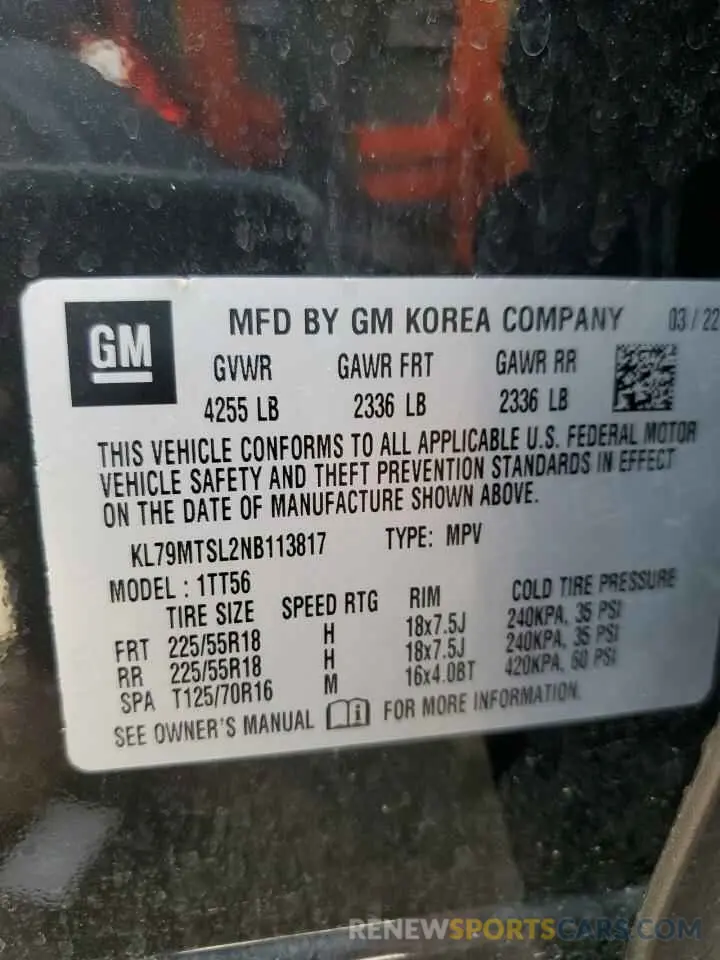 GM
MFD BY GM KOREA COMPANY 03/22
GVWR GAWR FRT GAWR RR
4255 LB 2336 LB 2336 LB
THIS VEHICLE CONFORMS TO ALL APPLICABLE U.S. FEDERAL MOTOR
VEHICLE SAFETY AND THEFT PREVENTION STANDARDS IN EFFECT
ON THE DATE OF MANUFACTURE SHOWN ABOVE.
KL79MTSL2NB113817 TYPE: MPV
MODEL : 1TT56
TIRE SIZE SPEED RTG RIM COLD TIRE PRESSURE
FRT 225/55R18 H 18x7.5J 240KPA, 35 PSI
RR 225/55R18 H 18x7.5J 240KPA, 35 PSI
SPA T125/70R16 M 16x4.0BT 420KPA, 60 PSI
SEE OWNER'S MANUAL FOR MORE INFORMATION.
RENEWSPORTSCARS.COM